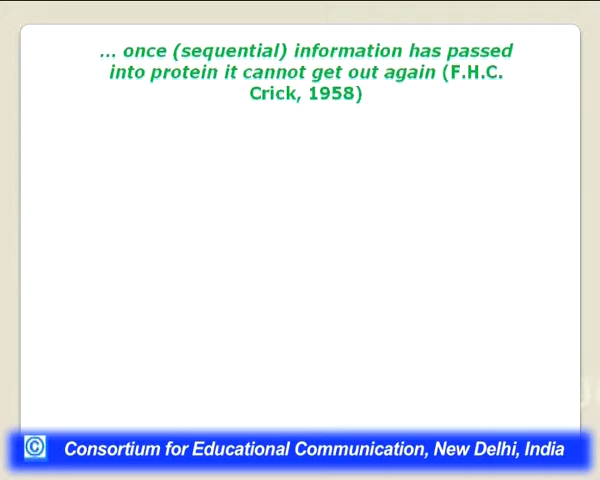 ... once (sequential) information has passed
into protein it cannot get out again (F.H.C.
Crick, 1958)
© Consortium for Educational Communication, New Delhi, India